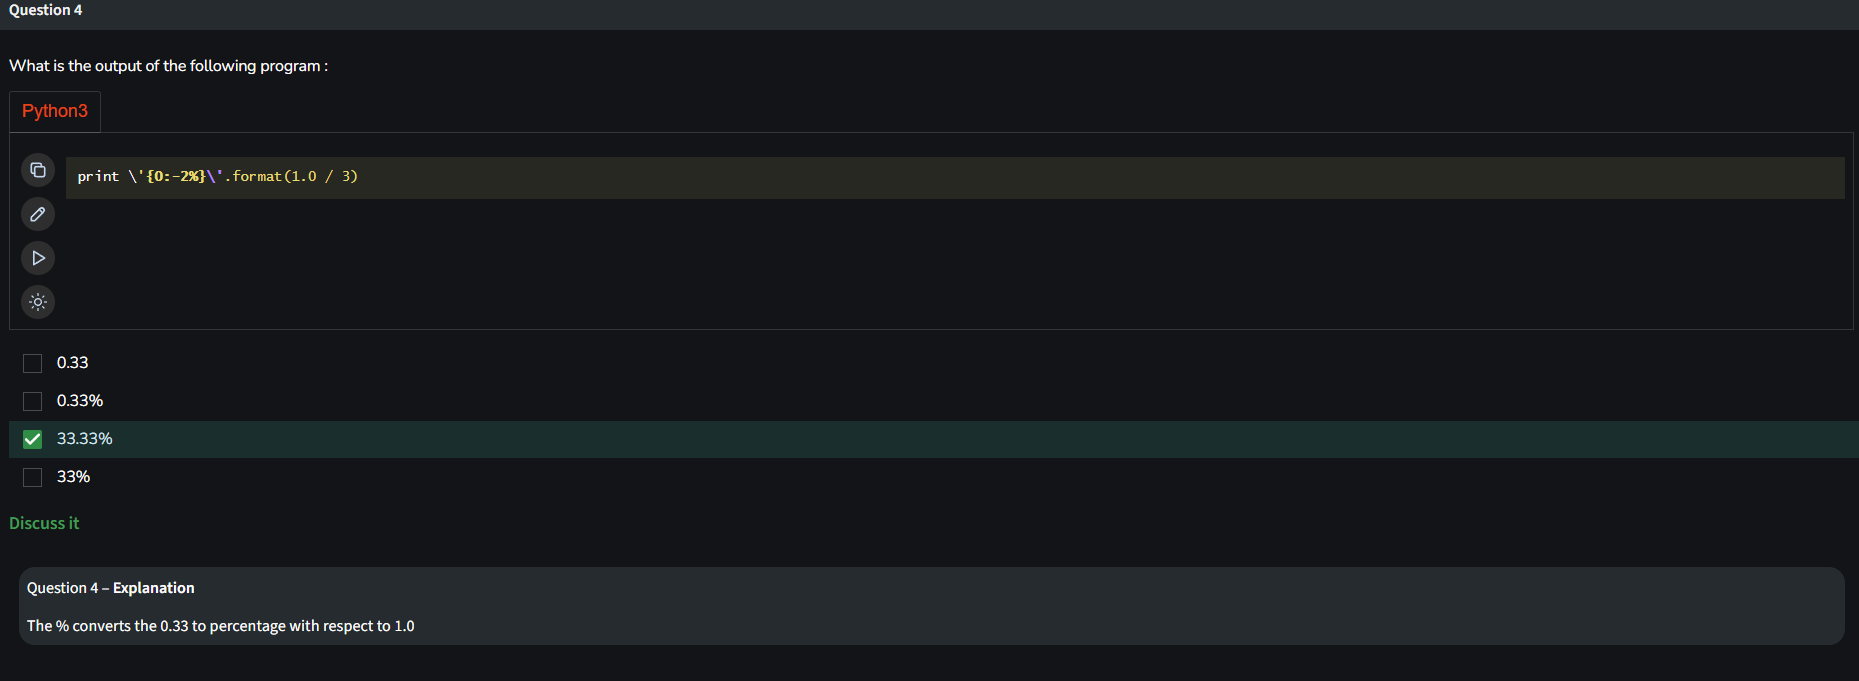 Question 4
What is the output of the following program :
Python3
print \'{0:-2%}\'.format(1.0 / 3)
0.33
0.33%
33.33%
33%
Discuss it
Question 4 – Explanation
The % converts the 0.33 to percentage with respect to 1.0